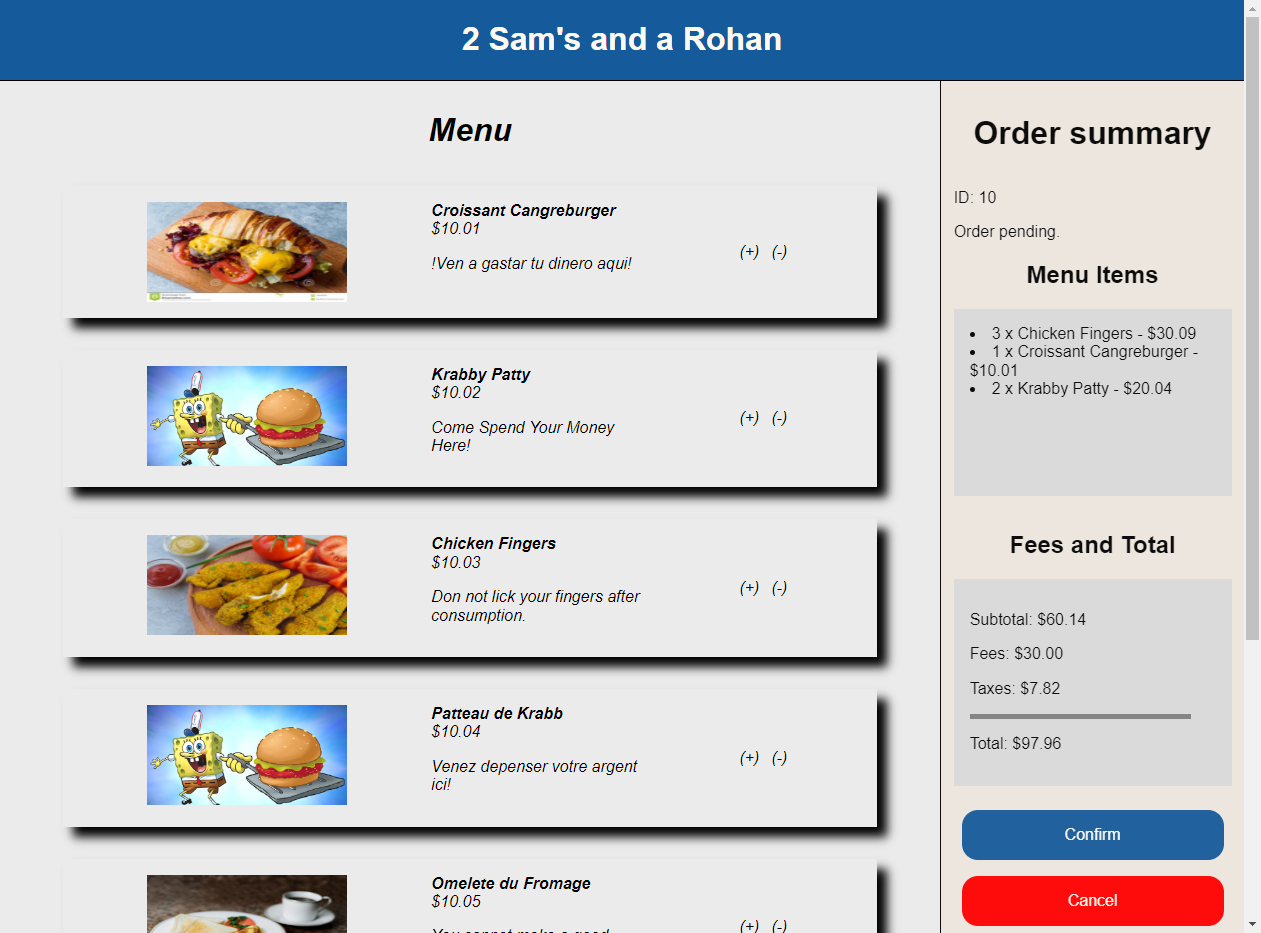 2 Sam's and a Rohan
Menu
Croissant Cangreburger
$10.01
!Ven a gastar tu dinero aqui!
(+) (-)
Krabby Patty
$10.02
Come Spend Your Money
Here!
(+) (-)
Chicken Fingers
$10.03
Don not lick your fingers after
consumption.
(+) (-)
Patteau de Krabb
$10.04
Venez depenser votre argent
ici!
(+) (-)
Omelete du Fromage
$10.05
You cannot make a good
(+) (-)
Order summary
ID: 10
Order pending.
Menu Items
• 3 x Chicken Fingers - $30.09
• 1 x Croissant Cangreburger -
$10.01
• 2 x Krabby Patty - $20.04
Fees and Total
Subtotal: $60.14
Fees: $30.00
Taxes: $7.82
Total: $97.96
Confirm
Cancel